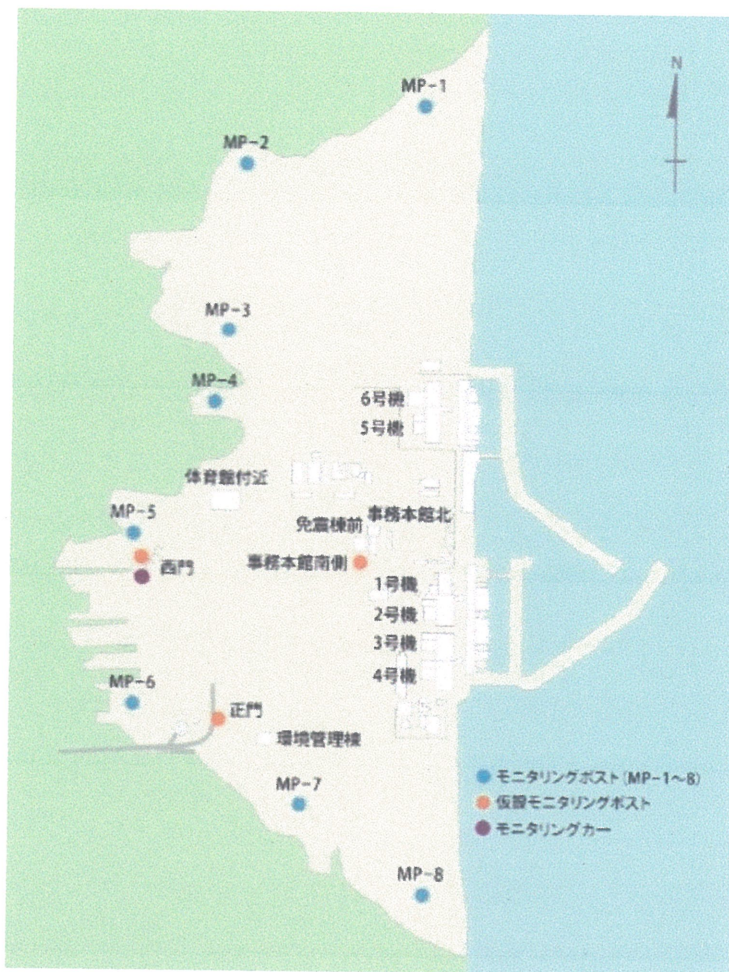 MP-1
N
MP-2
MP-3
MP-4
6号機
5号機
体育館付近
MP-5
事務本館北
免震棟前
西門
事務本館南側
1号機
2号機
3号機
4号機
MP-6
正門
環境管理棟
MP-7
モニタリングポスト(MP-1〜8)
仮設モニタリングポスト
モニタリングカー
MP-8